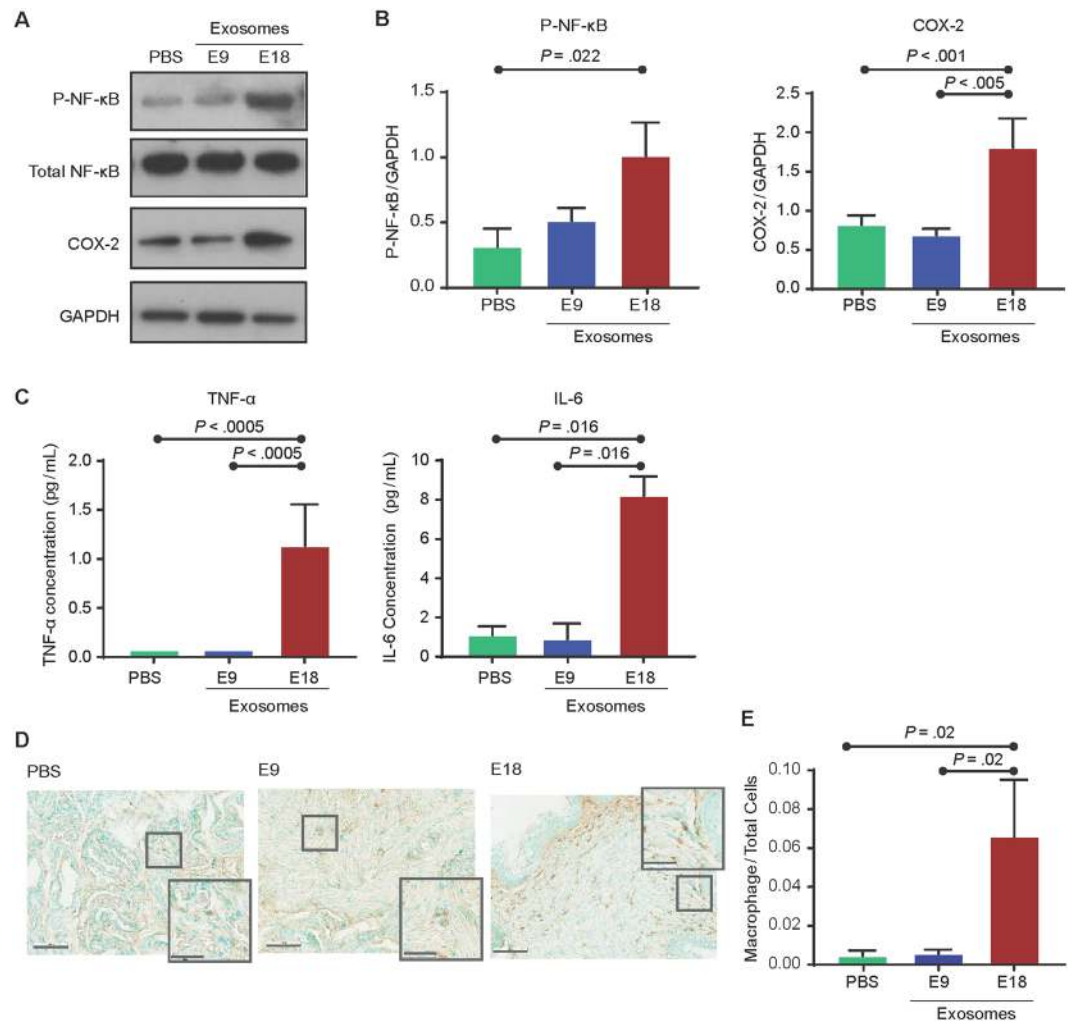 A
Exosomes
PBS E9 E18
P-NF-κB
Total NF-κB
COX-2
GAPDH
B
P-NF-κB
P = .022
P-NF-κB/GAPDH
1.5
1.0
0.5
0.0
PBS E9 E18
Exosomes
COX-2
P < .001
P < .005
COX-2/GAPDH
2.5
2.0
1.5
1.0
0.5
0.0
PBS E9 E18
Exosomes
C
TNF-α
P < .0005
P < .0005
TNF-α concentration (pg/mL)
2.0
1.5
1.0
0.5
0.0
PBS E9 E18
Exosomes
IL-6
P = .016
P = .016
IL-6 Concentration (pg/mL)
10
8
6
4
2
0
PBS E9 E18
Exosomes
D
PBS
E9
E18
E
P = .02
P = .02
Macrophage/Total Cells
0.10
0.08
0.06
0.04
0.02
0.00
PBS E9 E18
Exosomes